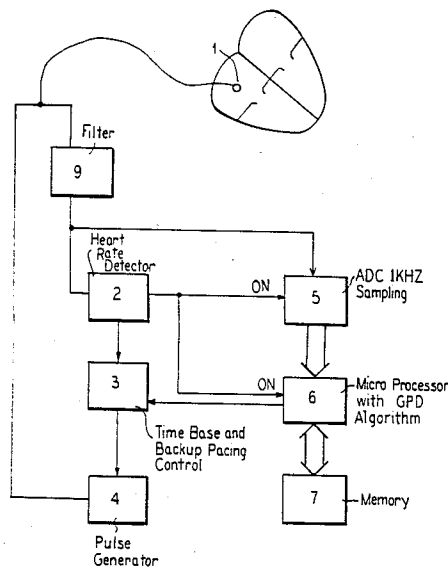 1
Filter
9
Heart
Rate
Detector
2
ON
5
ADC 1KHZ
Sampling
3
ON
6
Micro Processor
with GPD
Algorithm
Time Base and
Backup Pacing
Control
4
7
Memory
Pulse
Generator